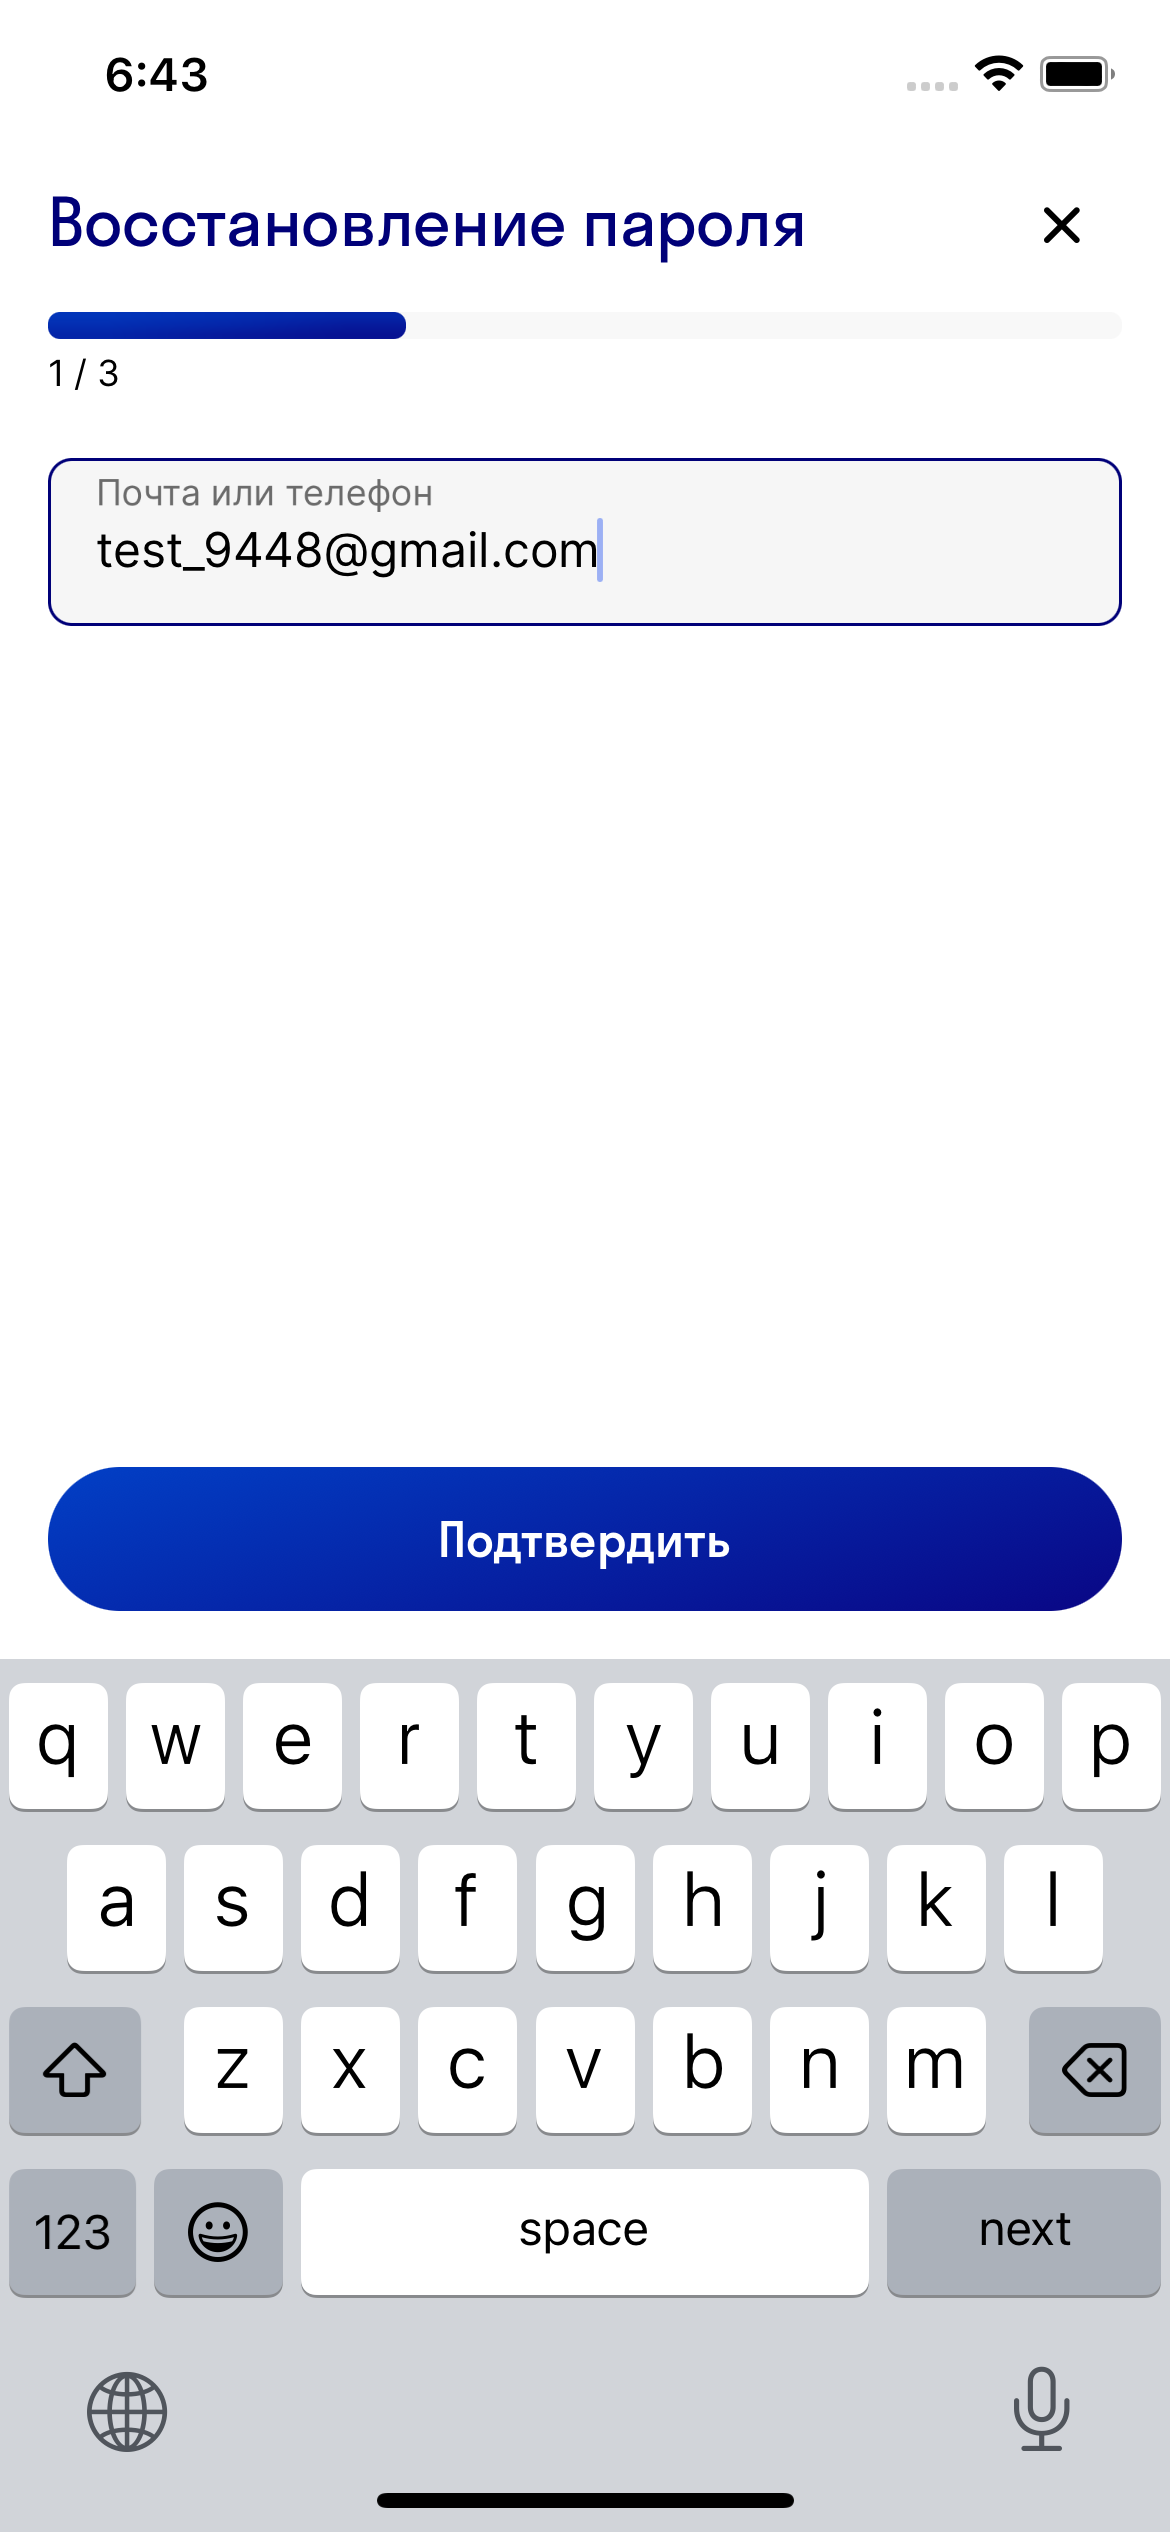 6:43
Восстановление пароля
1 / 3
Почта или телефон
test_9448@gmail.com
Подтвердить
q w e r t y u i o p
a s d f g h j k l
z x c v b n m
123 space next